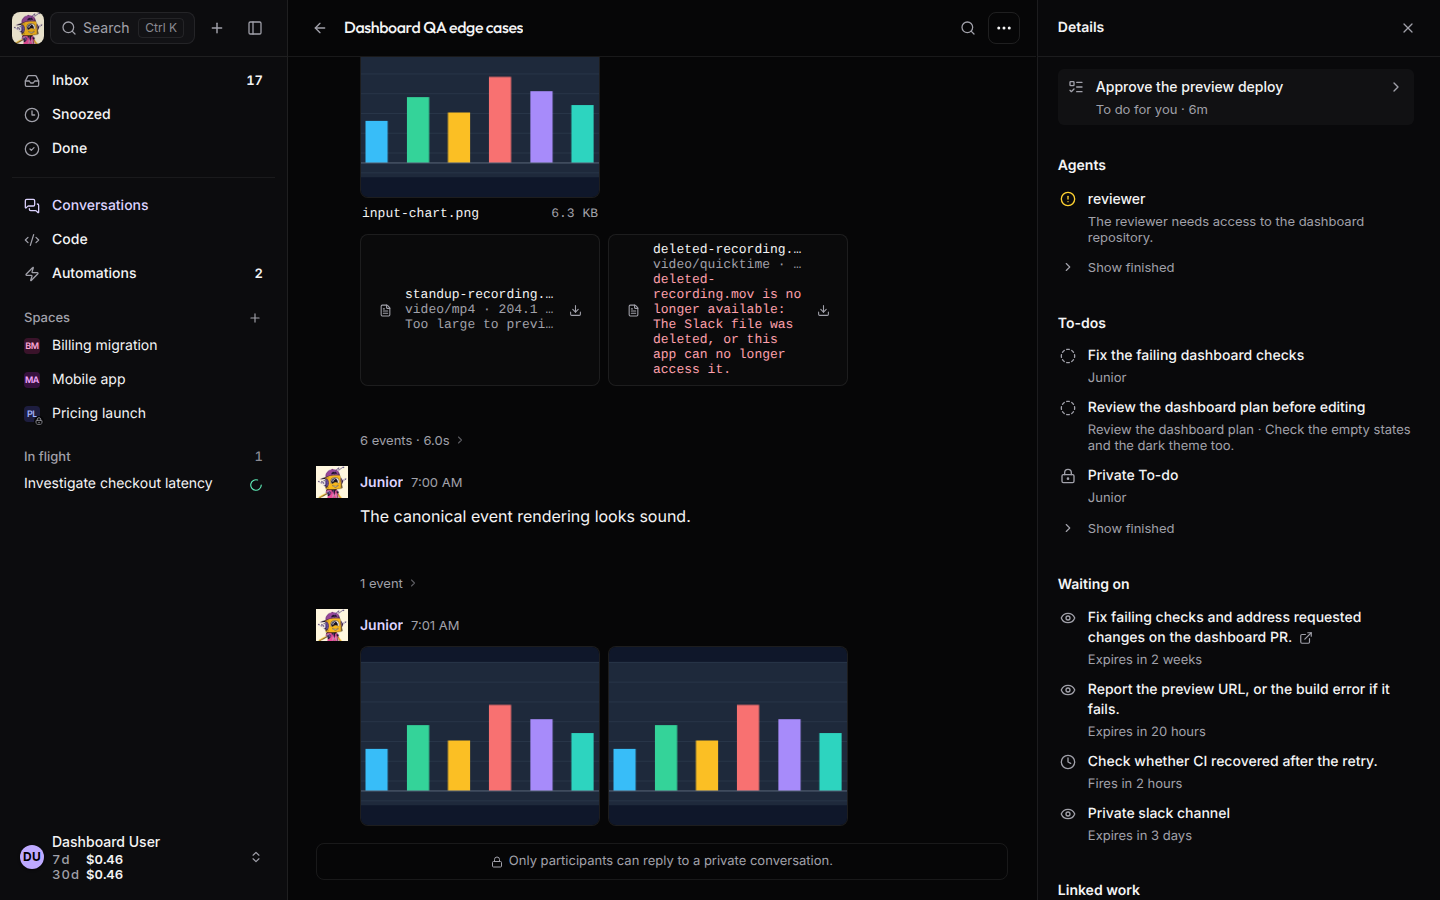 Search Ctrl K
Inbox 17
Snoozed
Done
Conversations
Code
Automations 2
Spaces
BM Billing migration
MA Mobile app
PL Pricing launch
In flight 1
Investigate checkout latency
DU Dashboard User
7d $0.46
30d $0.46
Dashboard QA edge cases
input-chart.png 6.3 KB
standup-recording.…
video/mp4 · 204.1 …
Too large to previ…
deleted-recording.…
video/quicktime · …
deleted-
recording.mov is no
longer available:
The Slack file was
deleted, or this
app can no longer
access it.
6 events · 6.0s
Junior 7:00 AM
The canonical event rendering looks sound.
1 event
Junior 7:01 AM
Only participants can reply to a private conversation.
Details
Approve the preview deploy
To do for you · 6m
Agents
reviewer
The reviewer needs access to the dashboard
repository.
Show finished
To-dos
Fix the failing dashboard checks
Junior
Review the dashboard plan before editing
Review the dashboard plan · Check the empty states
and the dark theme too.
Private To-do
Junior
Show finished
Waiting on
Fix failing checks and address requested
changes on the dashboard PR.
Expires in 2 weeks
Report the preview URL, or the build error if it
fails.
Expires in 20 hours
Check whether CI recovered after the retry.
Fires in 2 hours
Private slack channel
Expires in 3 days
Linked work